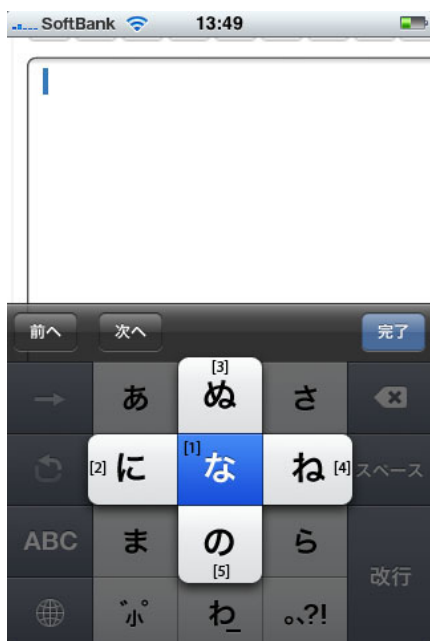 SoftBank 13:49
前へ 次へ 完了
[3]
→ あ ぬ さ
[2] に [1] な ね [4] スペース
ABC ま の ら
[5]
改行
゛小゜ わ_ 。、?!